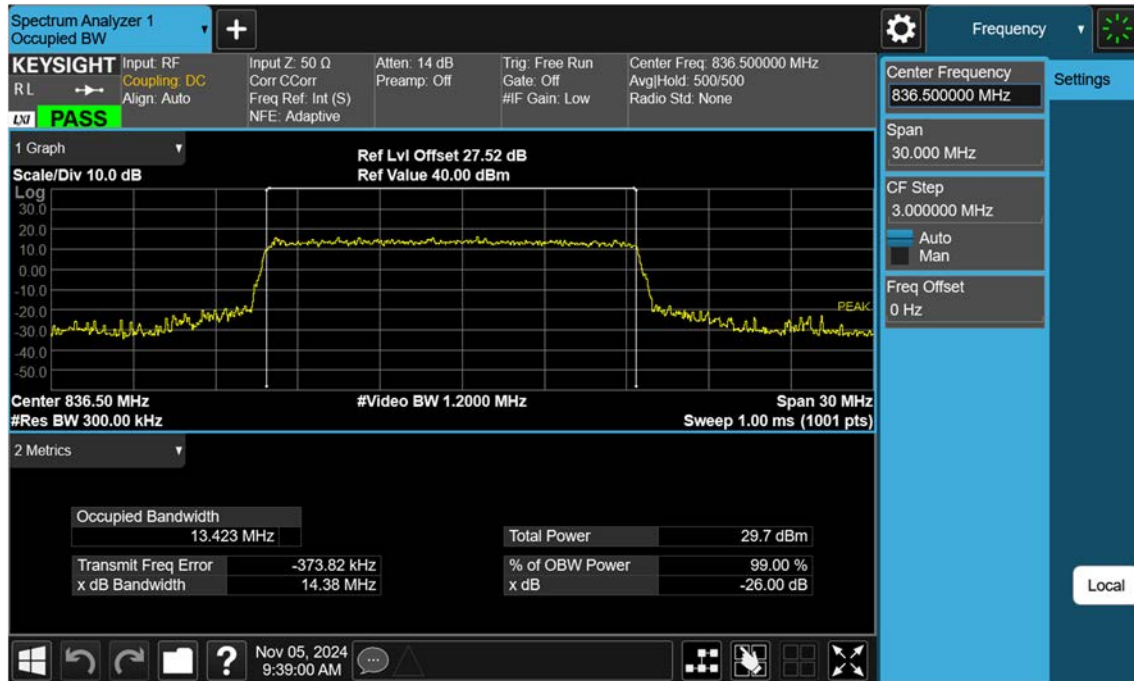 Spectrum Analyzer 1
Occupied BW
Frequency
KEYSIGHT
R L
LXI
PASS
Input: RF
Coupling: DC
Align: Auto
Input Z: 50 Ω
Corr CCorr
Freq Ref: Int (S)
NFE: Adaptive
Atten: 14 dB
Preamp: Off
Trig: Free Run
Gate: Off
#IF Gain: Low
Center Freq: 836.500000 MHz
Avg|Hold: 500/500
Radio Std: None
Center Frequency
836.500000 MHz
Settings
Span
30.000 MHz
CF Step
3.000000 MHz
Auto
Man
Freq Offset
0 Hz
Local
1 Graph
Scale/Div 10.0 dB
Ref Lvl Offset 27.52 dB
Ref Value 40.00 dBm
Log
30.0
20.0
10.0
0.00
-10.0
-20.0
-30.0
-40.0
-50.0
PEAK
Center 836.50 MHz
#Video BW 1.2000 MHz
Span 30 MHz
#Res BW 300.00 kHz
Sweep 1.00 ms (1001 pts)
2 Metrics
Occupied Bandwidth
13.423 MHz
Total Power 29.7 dBm
Transmit Freq Error -373.82 kHz
% of OBW Power 99.00 %
x dB Bandwidth 14.38 MHz
x dB -26.00 dB
?
Nov 05, 2024
9:39:00 AM